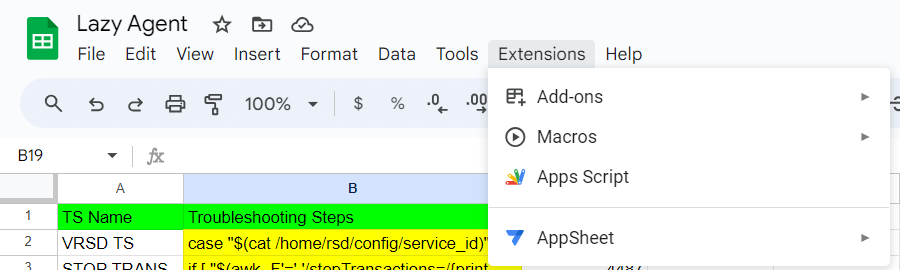 Lazy Agent
File Edit View Insert Format Data Tools Extensions Help
100% $ % .0 .00
Add-ons
Macros
Apps Script
AppSheet
B19 fx
A B
1 TS Name Troubleshooting Steps
2 VRSD TS case "$(cat /home/rsd/config/service_id)"
3 STOP TRANS if [ "$(awk -F'=' '/stopTransactions=/{print 4487